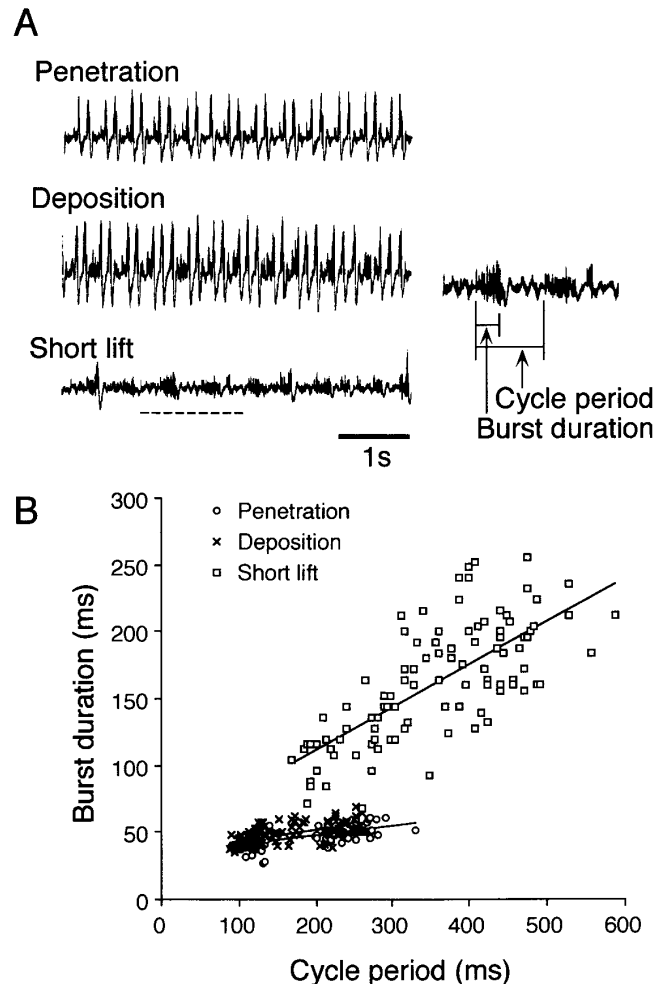 A
Penetration
Deposition
Short lift
Cycle period
Burst duration
1s
B
Penetration
Deposition
Short lift
300
250
200
150
100
50
0
Burst duration (ms)
0 100 200 300 400 500 600
Cycle period (ms)